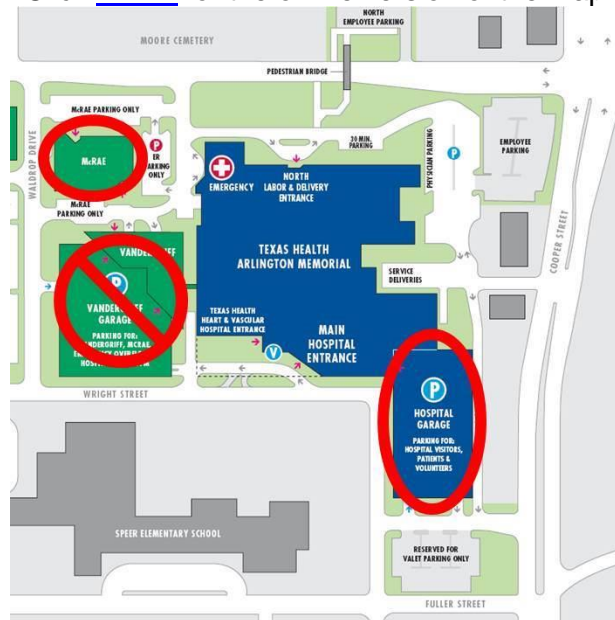 NORTH
EMPLOYEE PARKING
MOORE CEMETERY
PEDESTRIAN BRIDGE
McRAE PARKING ONLY
WALDROP DRIVE
McRAE
P
ER
PARKING
ONLY
McRAE
PARKING ONLY
30 MIN.
PARKING
PHYSICIAN PARKING
P
EMPLOYEE
PARKING
COOPER STREET
EMERGENCY
NORTH
LABOR & DELIVERY
ENTRANCE
TEXAS HEALTH
ARLINGTON MEMORIAL
SERVICE
DELIVERIES
GARAGE
PARKING FOR:
TEXAS HEALTH
HEART & VASCULAR
HOSPITAL ENTRANCE
V
MAIN
HOSPITAL
ENTRANCE
WRIGHT STREET
P
HOSPITAL
GARAGE
PARKING FOR:
HOSPITAL VISITORS,
PATIENTS &
VOLUNTEERS
SPEER ELEMENTARY SCHOOL
RESERVED FOR
VALET PARKING ONLY
FULLER STREET